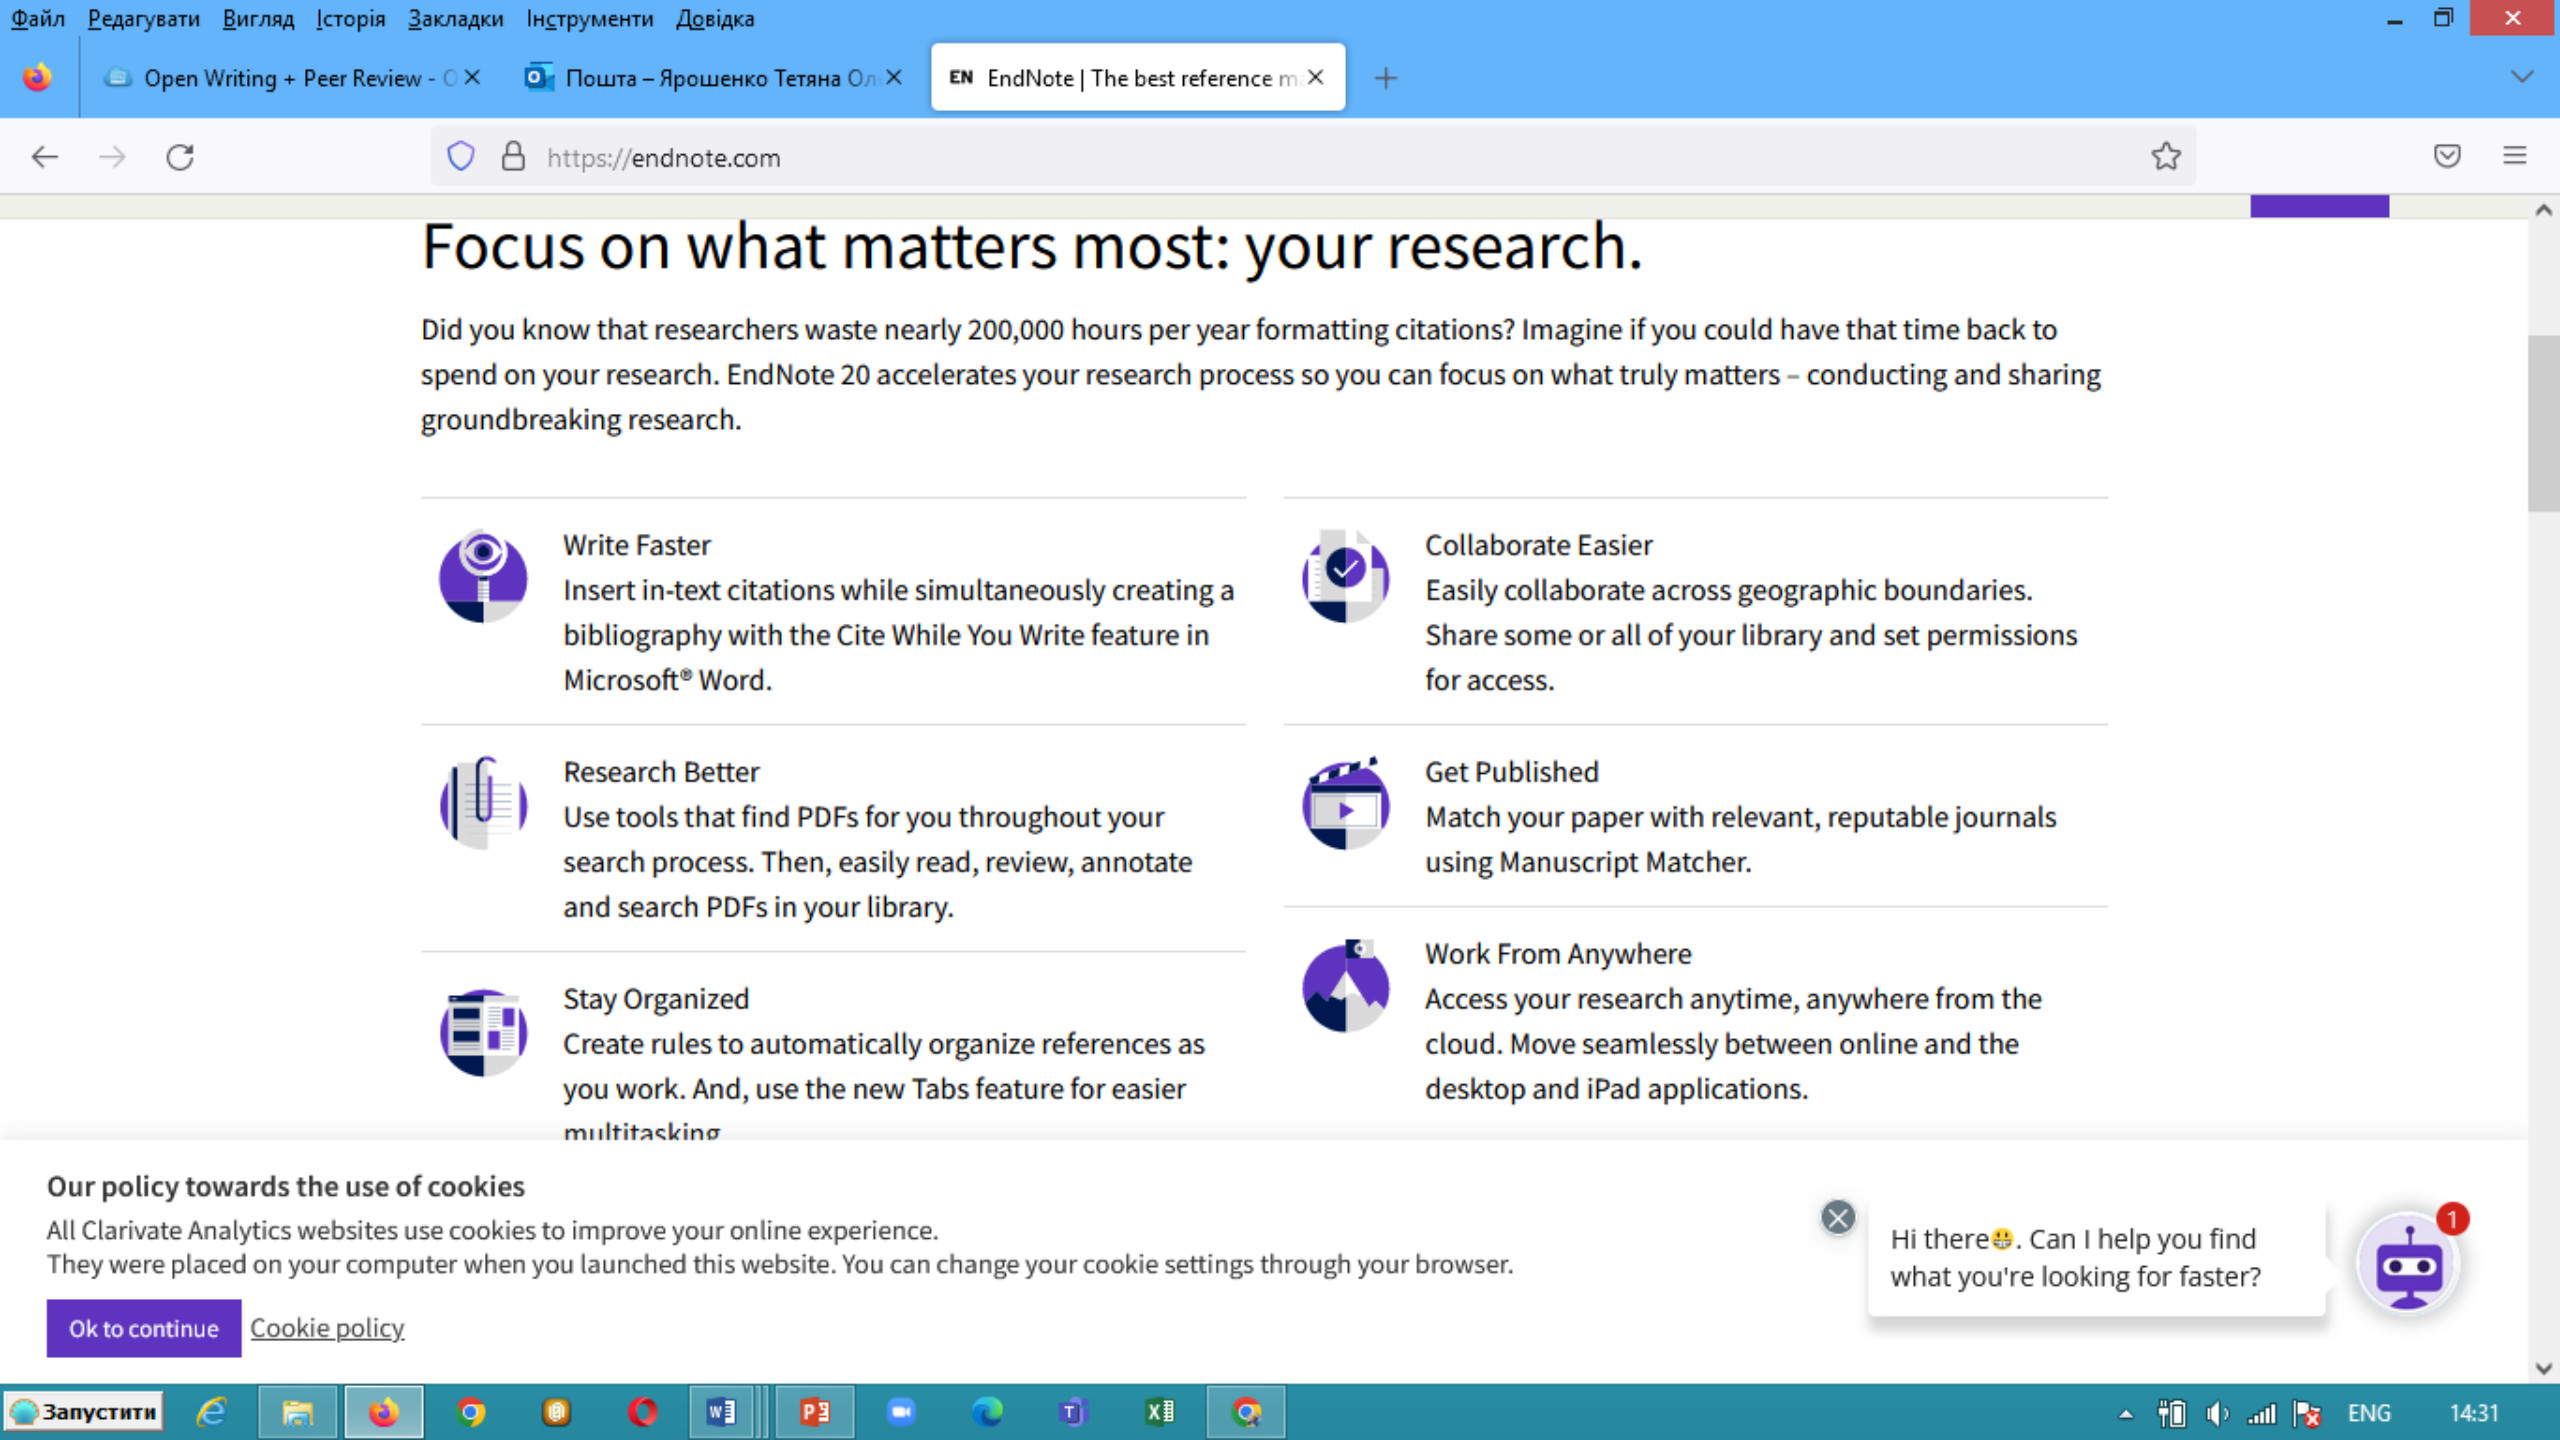 Файл Редагувати Вигляд Історія Закладки Інструменти Довідка
Open Writing + Peer Review - O
Пошта – Ярошенко Тетяна Ол
EN EndNote | The best reference m
https://endnote.com
Focus on what matters most: your research.
Did you know that researchers waste nearly 200,000 hours per year formatting citations? Imagine if you could have that time back to
spend on your research. EndNote 20 accelerates your research process so you can focus on what truly matters – conducting and sharing
groundbreaking research.
Write Faster
Insert in-text citations while simultaneously creating a
bibliography with the Cite While You Write feature in
Microsoft® Word.
Research Better
Use tools that find PDFs for you throughout your
search process. Then, easily read, review, annotate
and search PDFs in your library.
Stay Organized
Create rules to automatically organize references as
you work. And, use the new Tabs feature for easier
multitasking
Collaborate Easier
Easily collaborate across geographic boundaries.
Share some or all of your library and set permissions
for access.
Get Published
Match your paper with relevant, reputable journals
using Manuscript Matcher.
Work From Anywhere
Access your research anytime, anywhere from the
cloud. Move seamlessly between online and the
desktop and iPad applications.
Our policy towards the use of cookies
All Clarivate Analytics websites use cookies to improve your online experience.
They were placed on your computer when you launched this website. You can change your cookie settings through your browser.
Ok to continue Cookie policy
Hi there😃. Can I help you find
what you're looking for faster?
1
Запустити
ENG 14:31